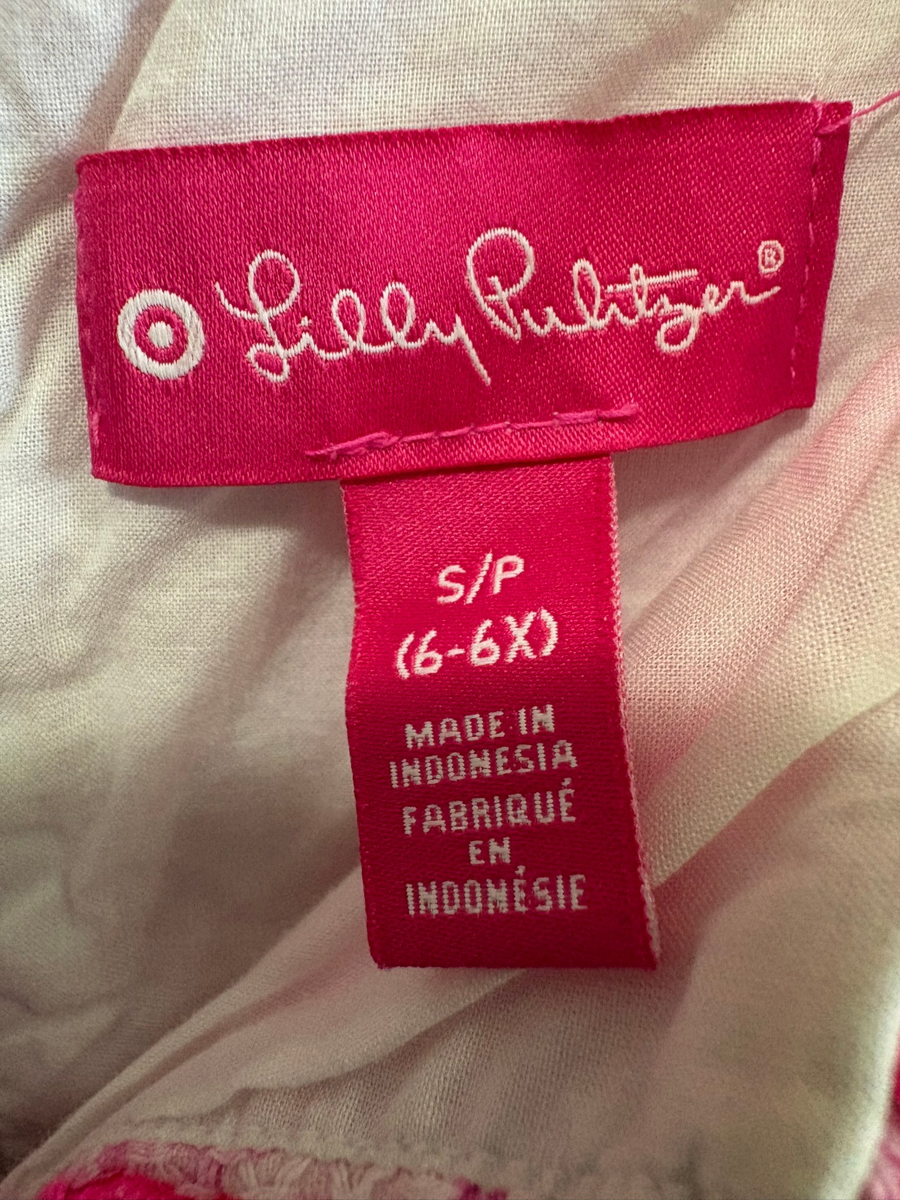 Lilly Pulitzer®
S/P
(6-6X)
MADE IN
INDONESIA
FABRIQUÉ
EN
INDONÉSIE